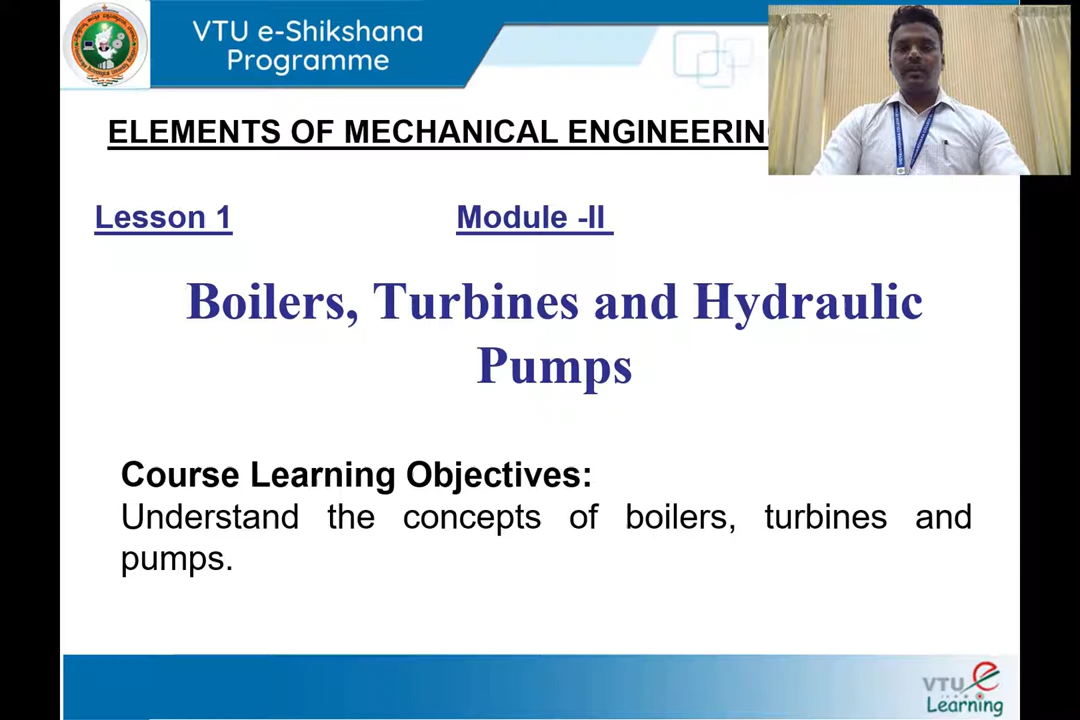 VTU e-Shikshana
Programme
ELEMENTS OF MECHANICAL ENGINEERING
Lesson 1
Module -II
Boilers, Turbines and Hydraulic
Pumps
Course Learning Objectives:
Understand the concepts of boilers, turbines and
pumps.
VTU e
Learning